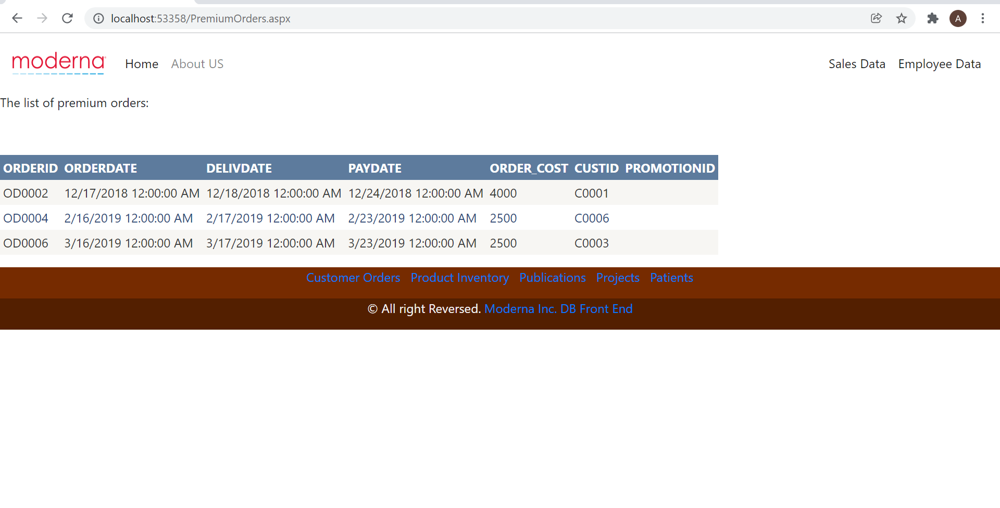 localhost:53358/PremiumOrders.aspx
A
moderna Home About US Sales Data Employee Data
The list of premium orders:
ORDERID ORDERDATE DELIVDATE PAYDATE ORDER_COST CUSTID PROMOTIONID
OD0002 12/17/2018 12:00:00 AM 12/18/2018 12:00:00 AM 12/24/2018 12:00:00 AM 4000 C0001
OD0004 2/16/2019 12:00:00 AM 2/17/2019 12:00:00 AM 2/23/2019 12:00:00 AM 2500 C0006
OD0006 3/16/2019 12:00:00 AM 3/17/2019 12:00:00 AM 3/23/2019 12:00:00 AM 2500 C0003
Customer Orders Product Inventory Publications Projects Patients
© All right Reversed. Moderna Inc. DB Front End